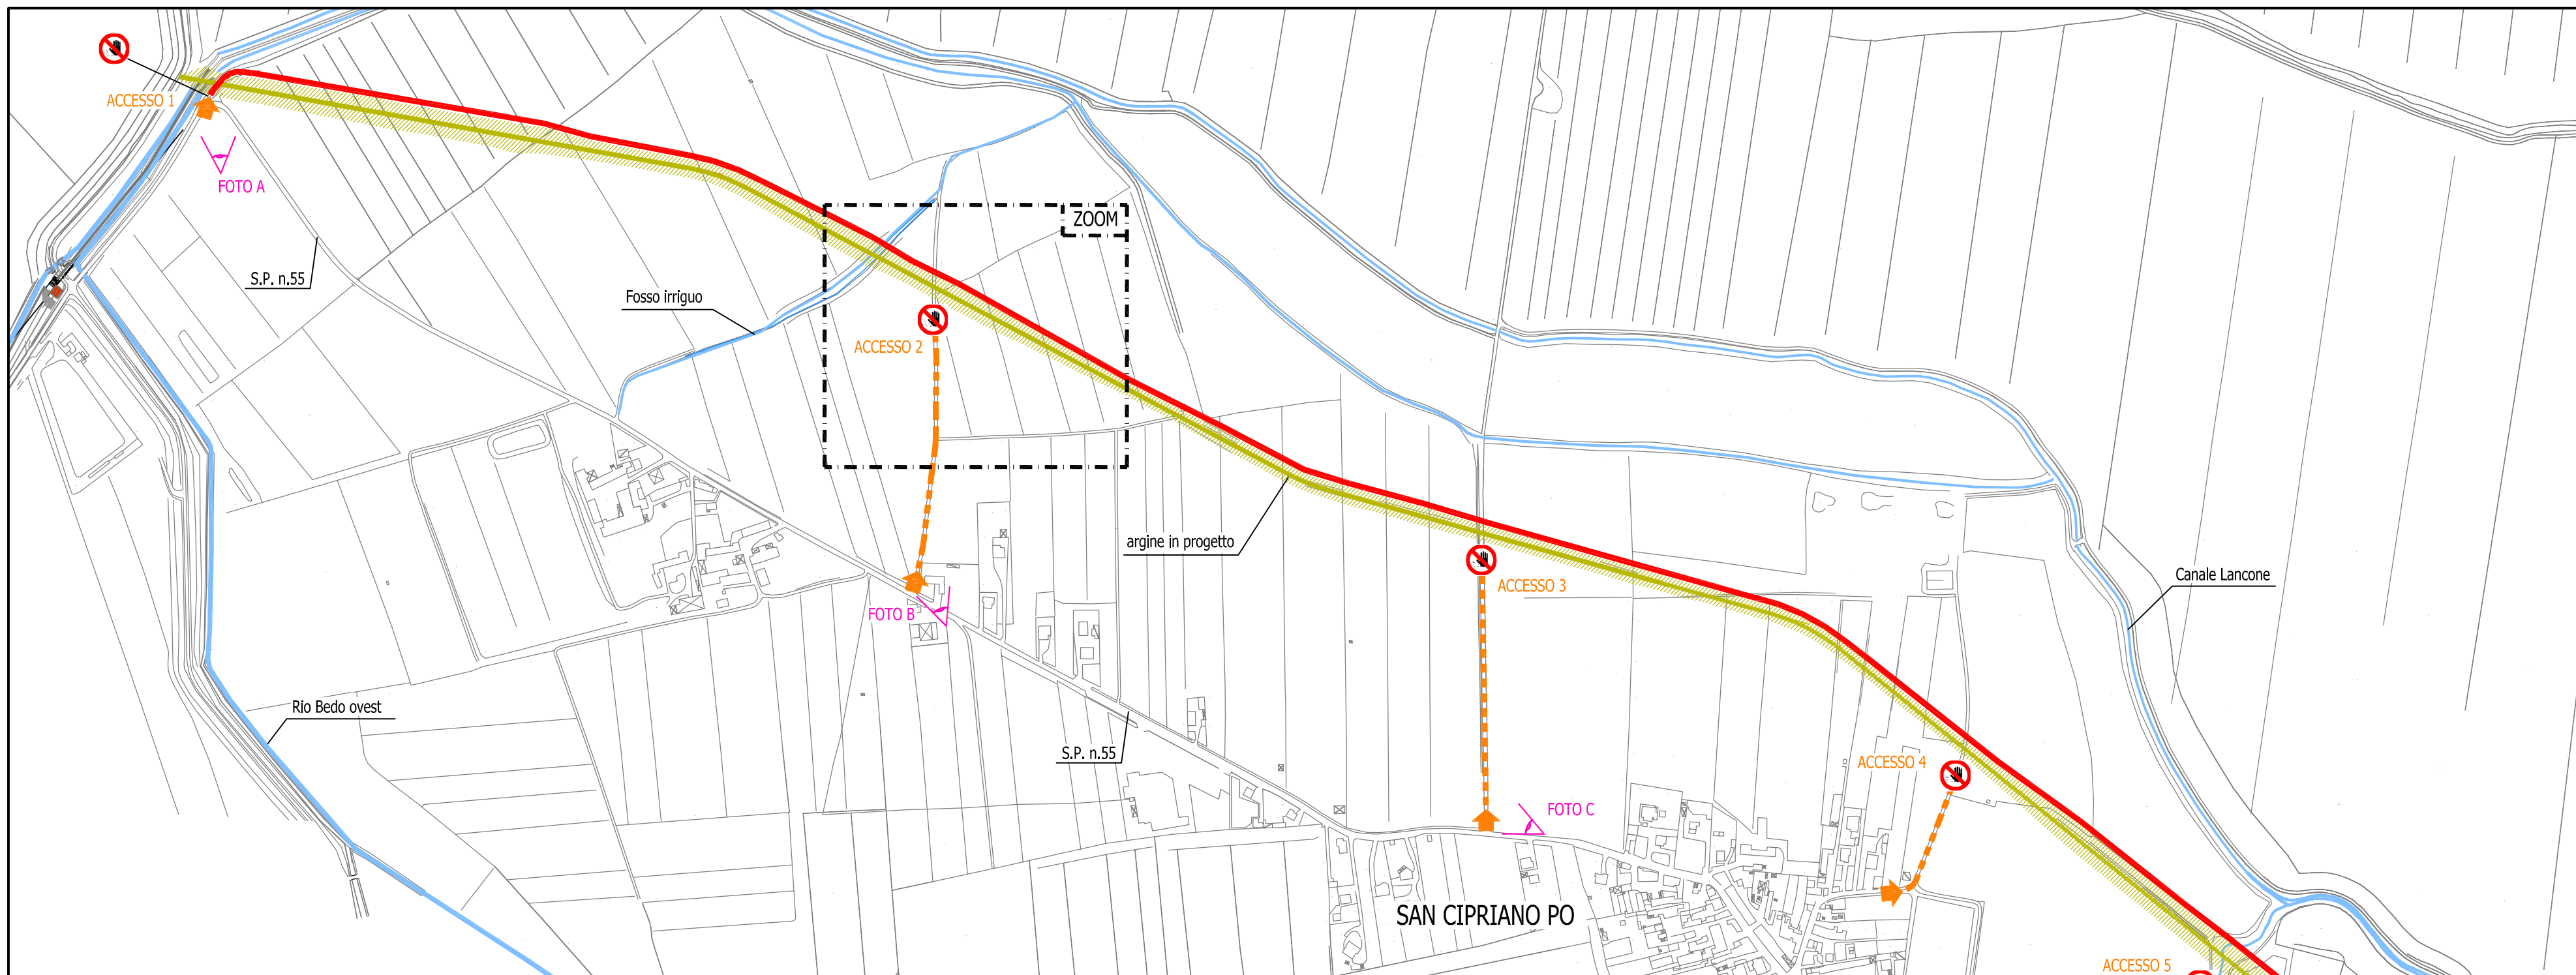 ACCESSO 1
FOTO A
ZOOM
S.P. n.55
Fosso irriguo
ACCESSO 2
argine in progetto
ACCESSO 3
Canale Lancone
FOTO B
Rio Bedo ovest
S.P. n.55
ACCESSO 4
FOTO C
SAN CIPRIANO PO
ACCESSO 5